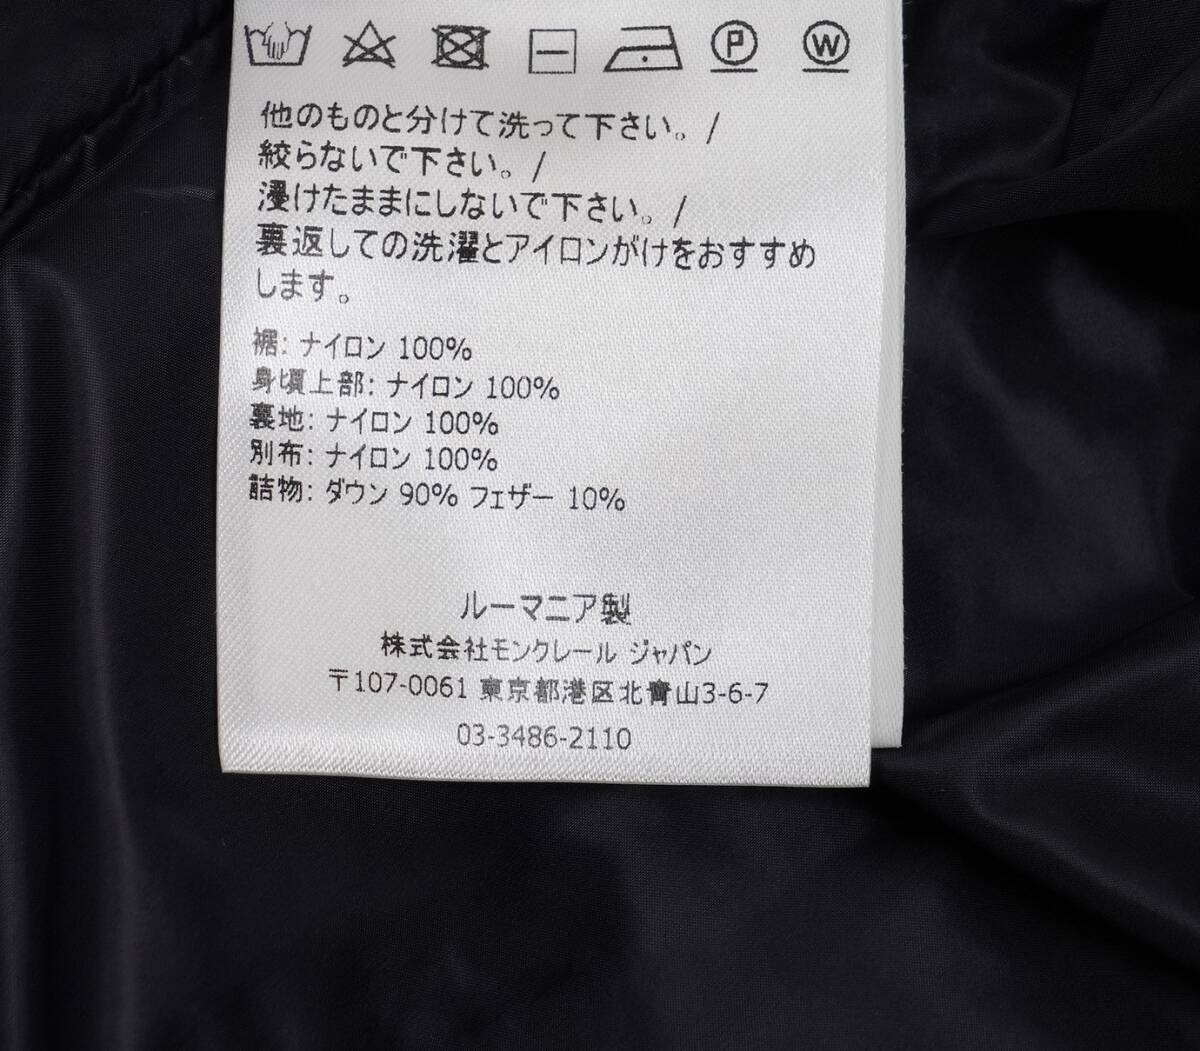 P W
他のものと分けて洗って下さい。/
絞らないで下さい。/
浸けたままにしないで下さい。/
裏返しての洗濯とアイロンがけをおすすめ
します。
裾: ナイロン 100%
身頃上部: ナイロン 100%
裏地: ナイロン 100%
別布: ナイロン 100%
詰物: ダウン 90% フェザー 10%
ルーマニア製
株式会社モンクレール ジャパン
〒107-0061 東京都港区北青山3-6-7
03-3486-2110